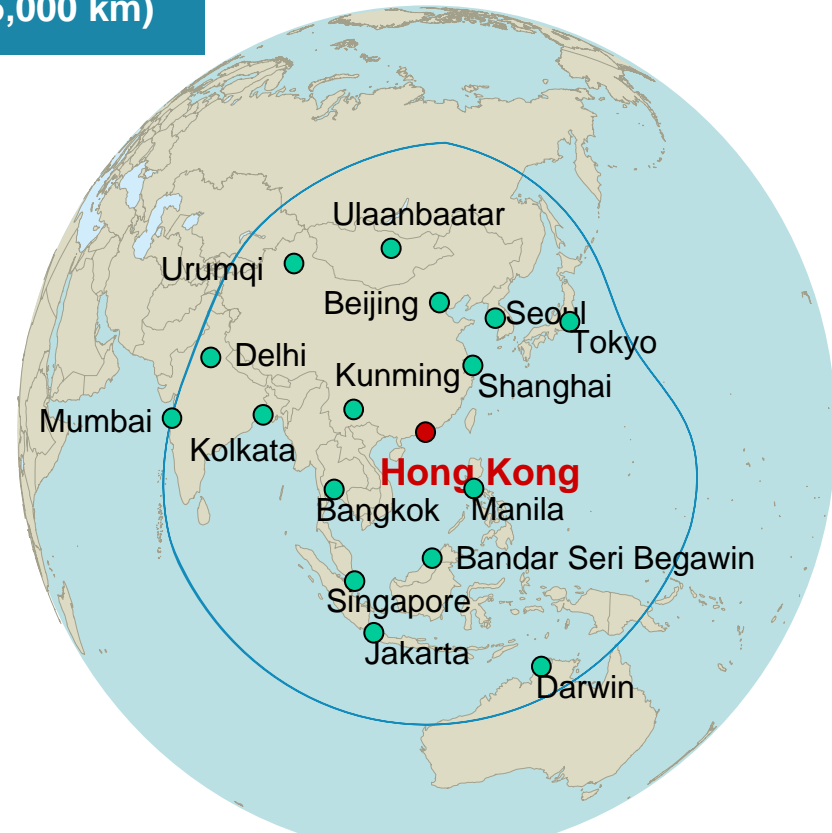 ,000 km)
Ulaanbaatar
Urumqi
Beijing
Seoul
Tokyo
Delhi
Kunming
Shanghai
Mumbai
Kolkata
Hong Kong
Bangkok
Manila
Bandar Seri Begawin
Singapore
Jakarta
Darwin